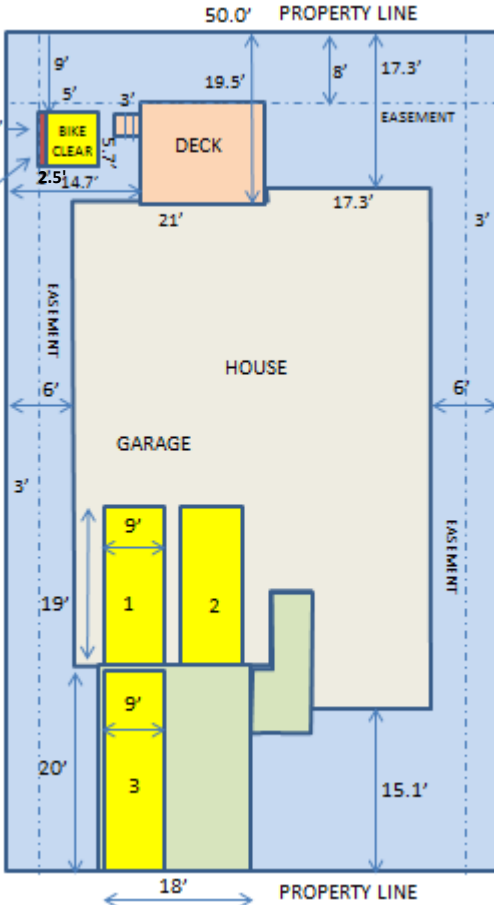 50.0' PROPERTY LINE
9'
8'
17.3'
19.5'
5'
3'
EASEMENT
BIKE
CLEAR
5.7'
DECK
2.5'
14.7'
21'
17.3'
3'
EASEMENT
HOUSE
6'
6'
GARAGE
3'
9'
EASEMENT
19'
1
2
9'
20'
3
15.1'
18'
PROPERTY LINE